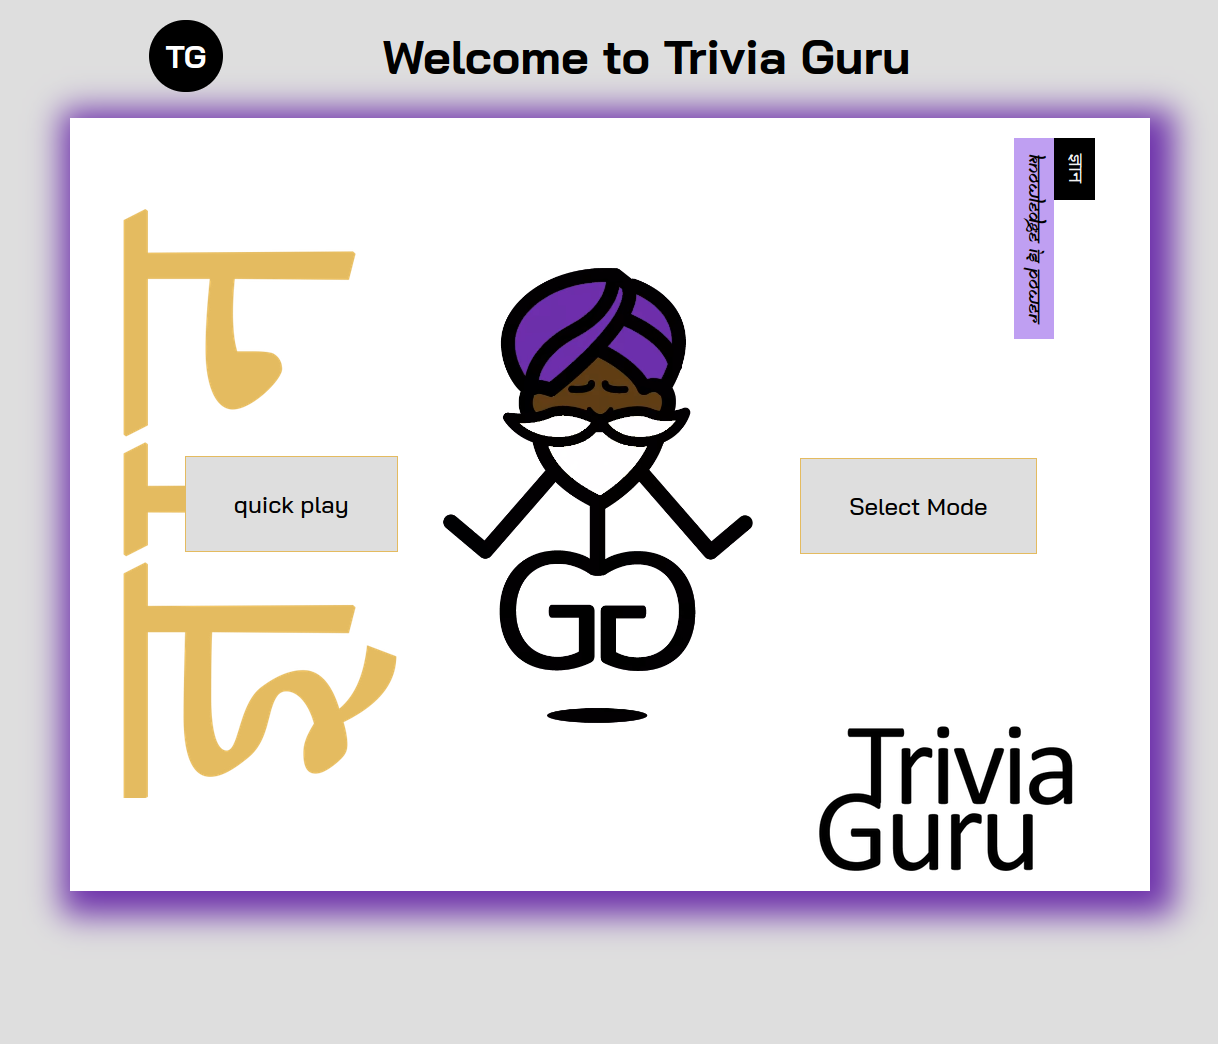 TG
Welcome to Trivia Guru
ज्ञान
knowledge is power
ज्ञान
quick play
Select Mode
Trivia
Guru